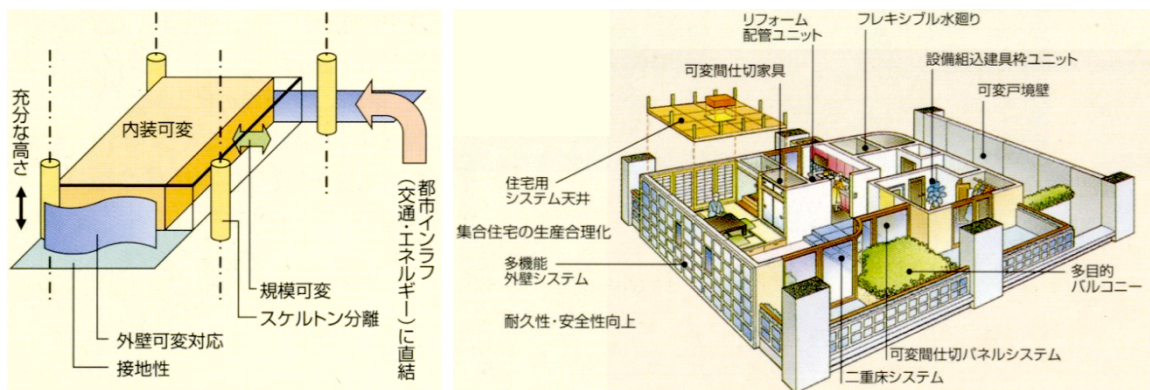 充分な高さ
内装可変
都市インラフ
(交通・エネルギー)に直結
規模可変
スケルトン分離
外壁可変対応
接地性
リフォーム
配管ユニット
フレキシブル水廻り
可変間仕切家具
設備組込建具枠ユニット
可変戸境壁
住宅用
システム天井
集合住宅の生産合理化
多機能
外壁システム
耐久性・安全性向上
多目的
バルコニー
可変間仕切パネルシステム
二重床システム